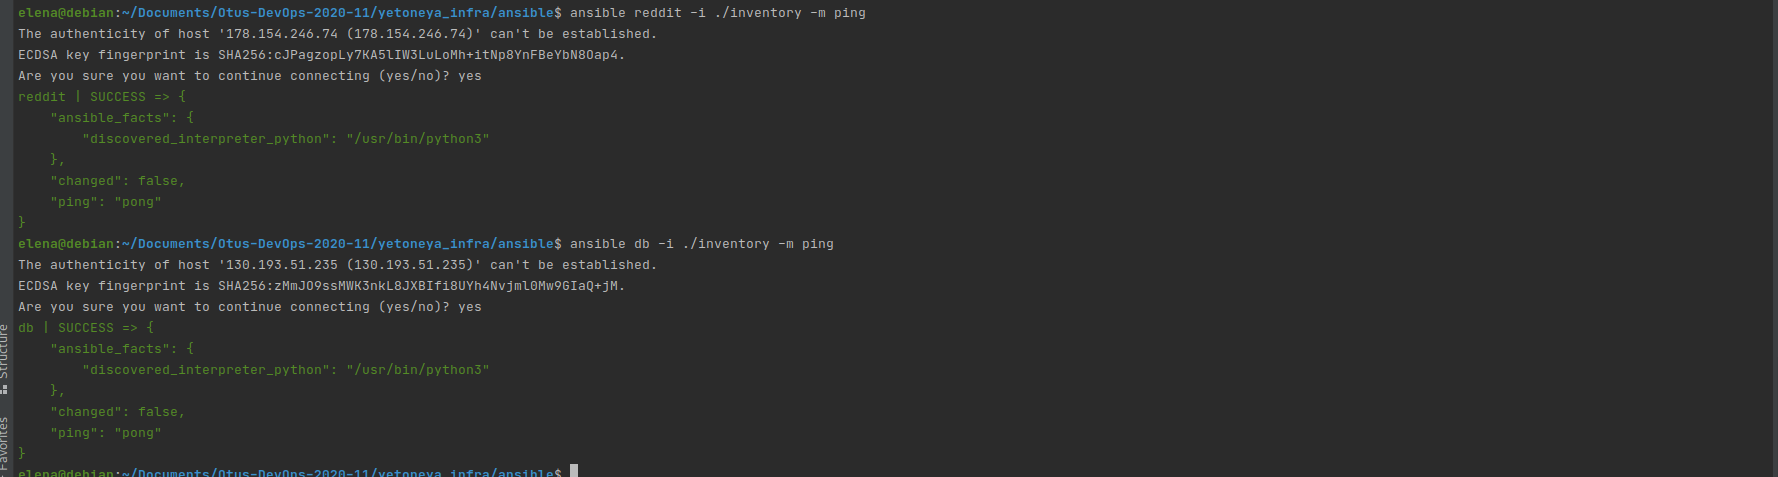 elena@debian:~/Documents/Otus-DevOps-2020-11/yetoneya_infra/ansible$ ansible reddit -i ./inventory -m ping
The authenticity of host '178.154.246.74 (178.154.246.74)' can't be established.
ECDSA key fingerprint is SHA256:cJPagzopLy7KA5lIW3LuLoMh+itNp8YnFBeYbN8Oap4.
Are you sure you want to continue connecting (yes/no)? yes
reddit | SUCCESS => {
    "ansible_facts": {
        "discovered_interpreter_python": "/usr/bin/python3"
    },
    "changed": false,
    "ping": "pong"
}
elena@debian:~/Documents/Otus-DevOps-2020-11/yetoneya_infra/ansible$ ansible db -i ./inventory -m ping
The authenticity of host '130.193.51.235 (130.193.51.235)' can't be established.
ECDSA key fingerprint is SHA256:zMmJO9ssMWK3nkL8JXBIfi8UYh4Nvjml0Mw9GIaQ+jM.
Are you sure you want to continue connecting (yes/no)? yes
db | SUCCESS => {
    "ansible_facts": {
        "discovered_interpreter_python": "/usr/bin/python3"
    },
    "changed": false,
    "ping": "pong"
}
elena@debian:~/Documents/Otus-DevOps-2020-11/yetoneya_infra/ansible$
Structure
Favorites